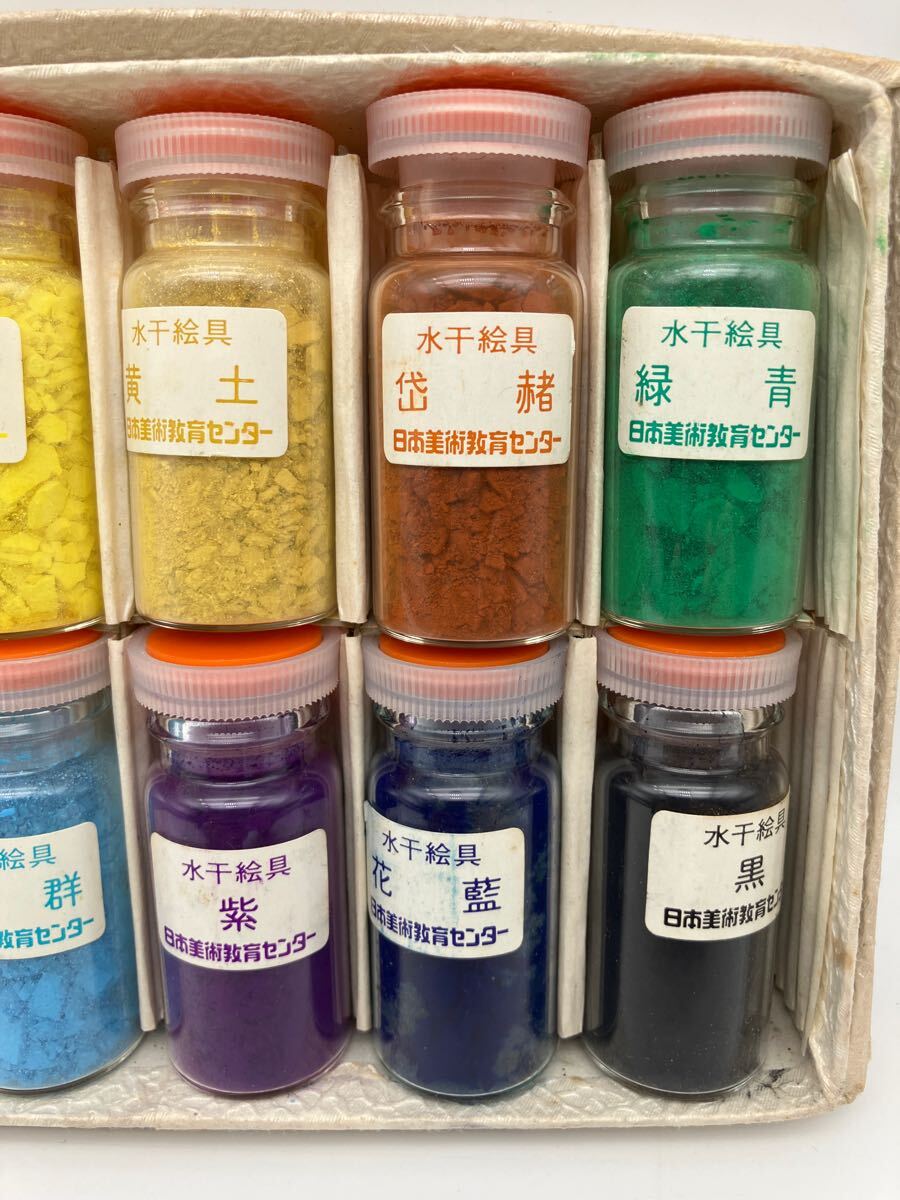 水干絵具
黄 土
日本美術教育センター
水干絵具
岱 赭
日本美術教育センター
水干絵具
緑 青
日本美術教育センター
絵具
群
教育センター
水干絵具
紫
日本美術教育センター
水干絵具
花 藍
日本美術教育センター
水干絵具
黒
日本美術教育セン